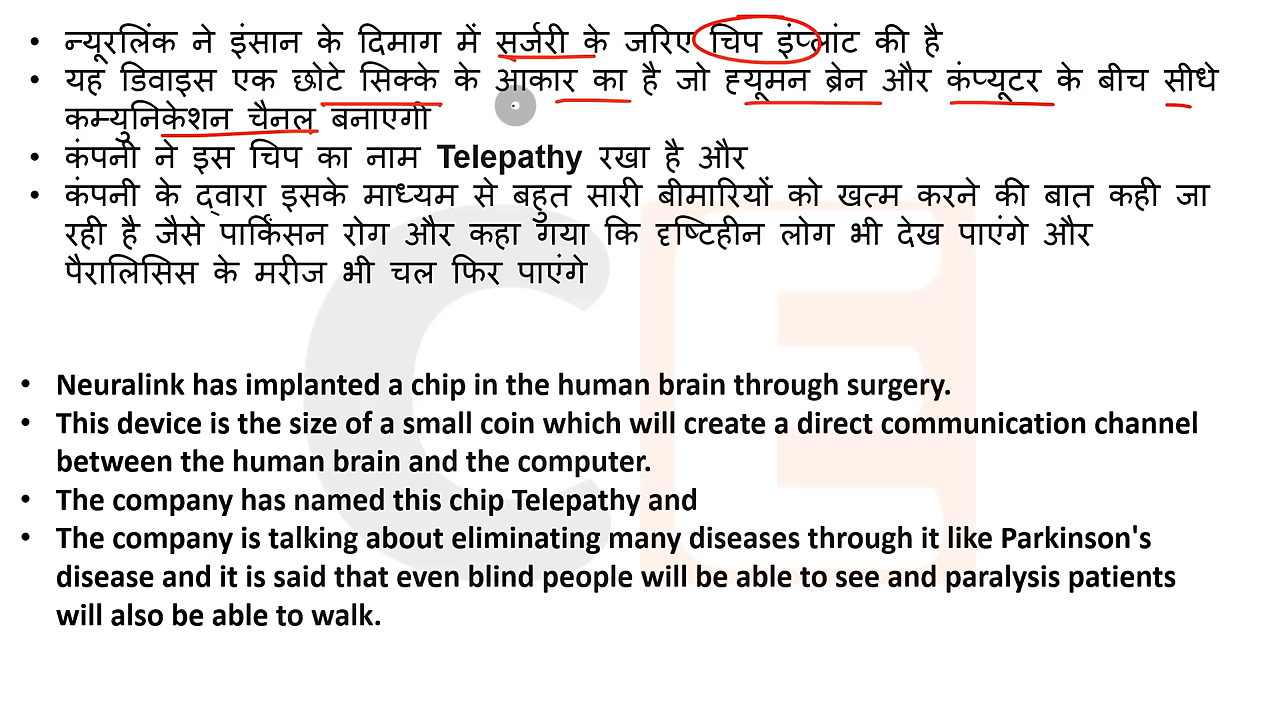 • न्यूरलिंक ने इंसान के दिमाग में सर्जरी के जरिए चिप इंप्लांट की है
• यह डिवाइस एक छोटे सिक्के के आकार का है जो ह्यूमन ब्रेन और कंप्यूटर के बीच सीधे
कम्युनिकेशन चैनल बनाएगी
• कंपनी ने इस चिप का नाम Telepathy रखा है और
• कंपनी के द्वारा इसके माध्यम से बहुत सारी बीमारियों को खत्म करने की बात कही जा
रही है जैसे पार्किंसन रोग और कहा गया कि दृष्टिहीन लोग भी देख पाएंगे और
पैरालिसिस के मरीज भी चल फिर पाएंगे
• Neuralink has implanted a chip in the human brain through surgery.
• This device is the size of a small coin which will create a direct communication channel
between the human brain and the computer.
• The company has named this chip Telepathy and
• The company is talking about eliminating many diseases through it like Parkinson's
disease and it is said that even blind people will be able to see and paralysis patients
will also be able to walk.
CE